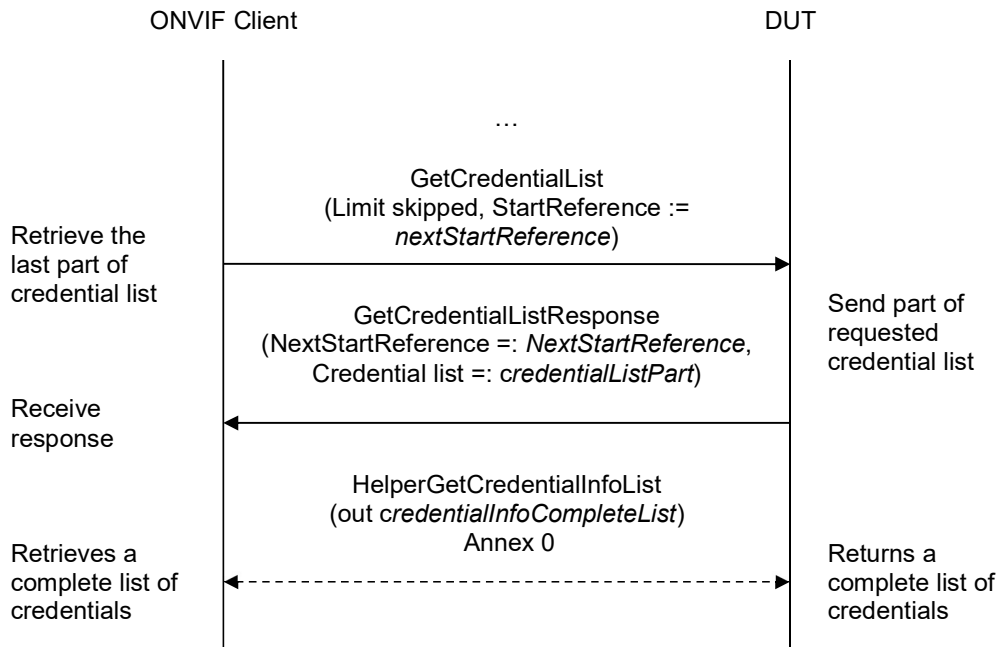 ONVIF Client
DUT
…
GetCredentialList
(Limit skipped, StartReference :=
nextStartReference)
Retrieve the
last part of
credential list
GetCredentialListResponse
(NextStartReference =: NextStartReference,
Credential list =: credentialListPart)
Send part of
requested
credential list
Receive
response
HelperGetCredentialInfoList
(out credentialInfoCompleteList)
Annex 0
Retrieves a
complete list of
credentials
Returns a
complete list of
credentials